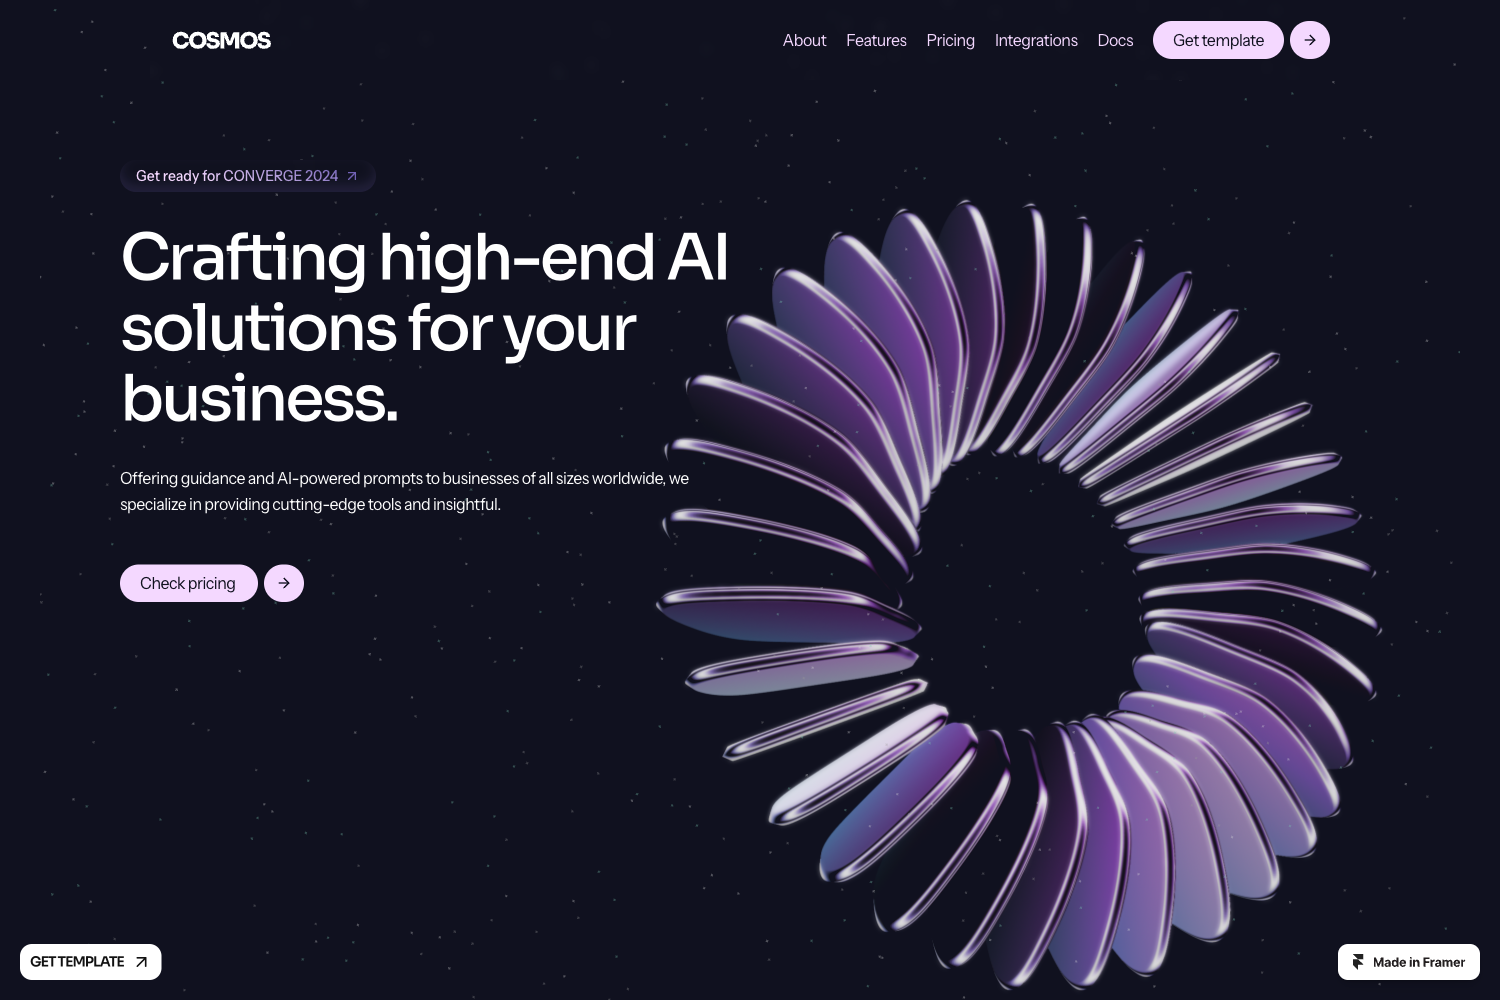 COSMOS
About Features Pricing Integrations Docs Get template
Get ready for CONVERGE 2024
Crafting high-end AI
solutions for your
business.
Offering guidance and AI-powered prompts to businesses of all sizes worldwide, we
specialize in providing cutting-edge tools and insightful.
Check pricing
GET TEMPLATE
Made in Framer